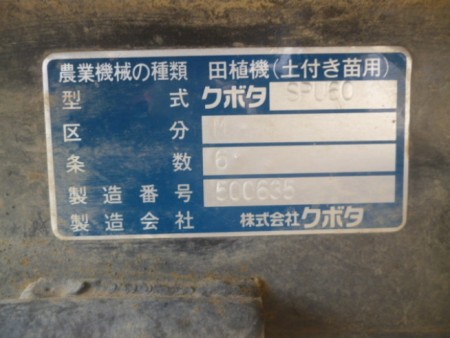 農業機械の種類 田植機(土付き苗用)
型式 クボタ SPU60
区分 M
条数 6
製造番号 500635
製造会社 株式会社クボタ